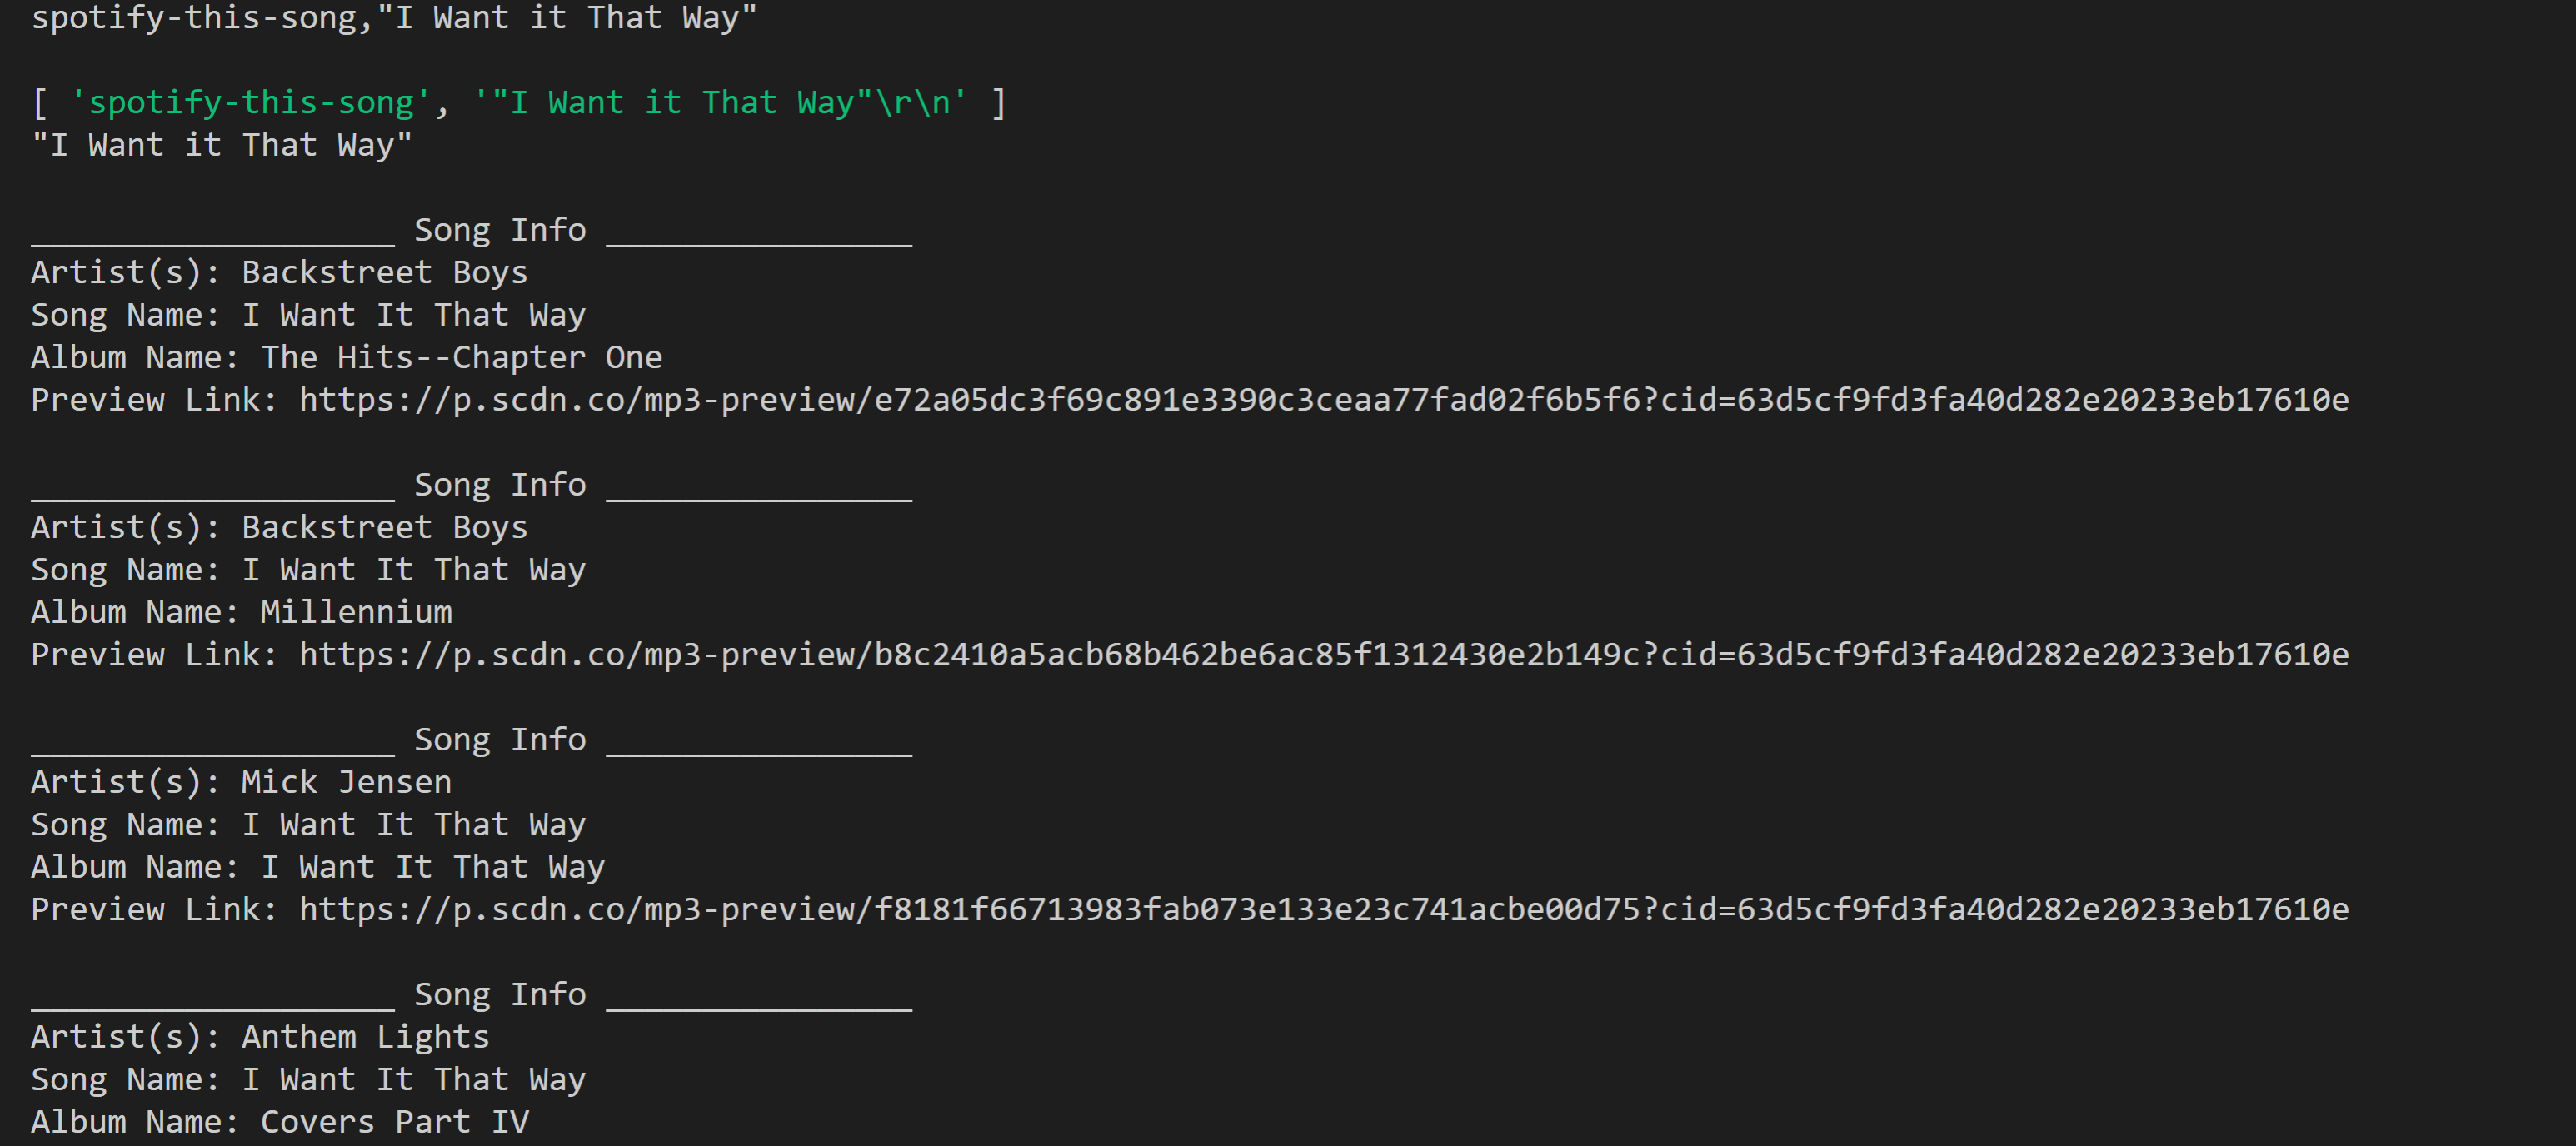 spotify-this-song,"I Want it That Way"
[ 'spotify-this-song', '"I Want it That Way"\r\n' ]
"I Want it That Way"
___________________ Song Info ________________
Artist(s): Backstreet Boys
Song Name: I Want It That Way
Album Name: The Hits--Chapter One
Preview Link: https://p.scdn.co/mp3-preview/e72a05dc3f69c891e3390c3ceaa77fad02f6b5f6?cid=63d5cf9fd3fa40d282e20233eb17610e
___________________ Song Info ________________
Artist(s): Backstreet Boys
Song Name: I Want It That Way
Album Name: Millennium
Preview Link: https://p.scdn.co/mp3-preview/b8c2410a5acb68b462be6ac85f1312430e2b149c?cid=63d5cf9fd3fa40d282e20233eb17610e
___________________ Song Info ________________
Artist(s): Mick Jensen
Song Name: I Want It That Way
Album Name: I Want It That Way
Preview Link: https://p.scdn.co/mp3-preview/f8181f66713983fab073e133e23c741acbe00d75?cid=63d5cf9fd3fa40d282e20233eb17610e
___________________ Song Info ________________
Artist(s): Anthem Lights
Song Name: I Want It That Way
Album Name: Covers Part IV